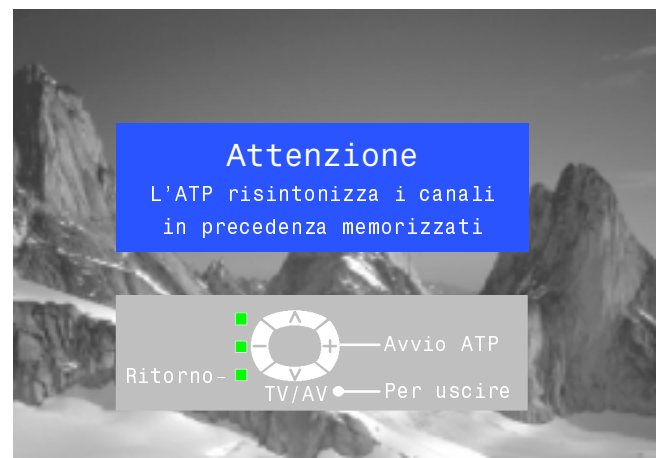 Attenzione
L'ATP risintonizza i canali
in precedenza memorizzati
Avvio ATP
Ritorno-
TV/AV Per uscire